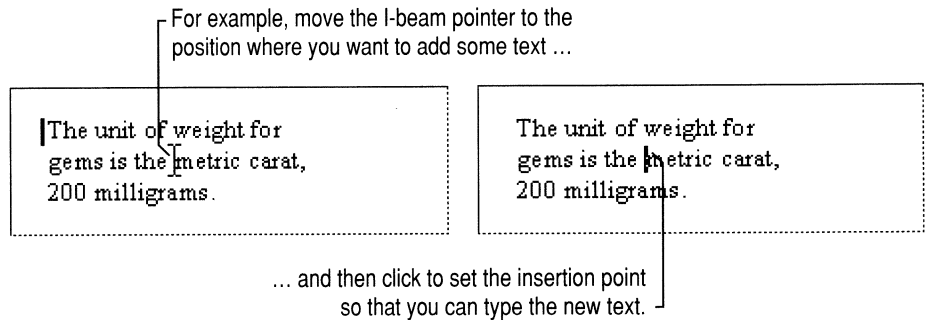 For example, move the I-beam pointer to the
position where you want to add some text …
The unit of weight for
gems is the metric carat,
200 milligrams.
The unit of weight for
gems is the metric carat,
200 milligrams.
… and then click to set the insertion point
so that you can type the new text.